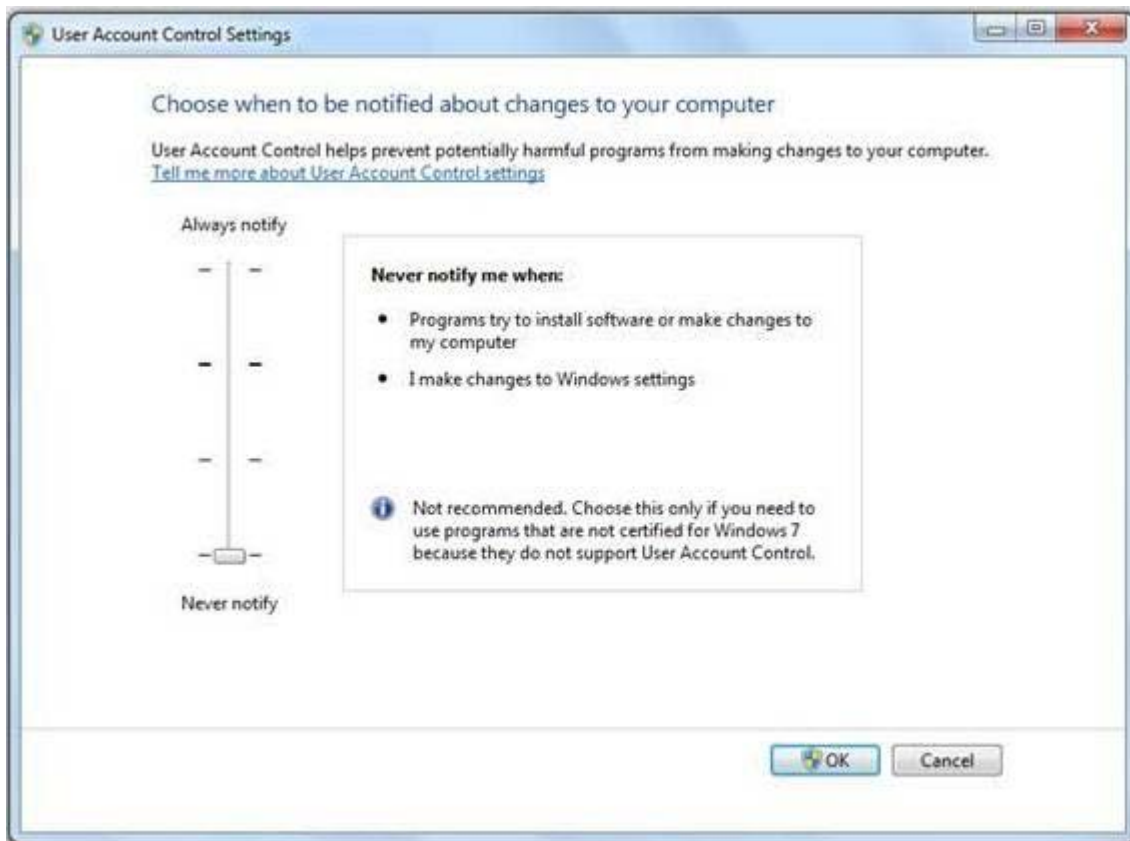 User Account Control Settings
Choose when to be notified about changes to your computer
User Account Control helps prevent potentially harmful programs from making changes to your computer.
Tell me more about User Account Control settings
Always notify
Never notify me when:
• Programs try to install software or make changes to
my computer
• I make changes to Windows settings
Not recommended. Choose this only if you need to
use programs that are not certified for Windows 7
because they do not support User Account Control.
Never notify
OK
Cancel